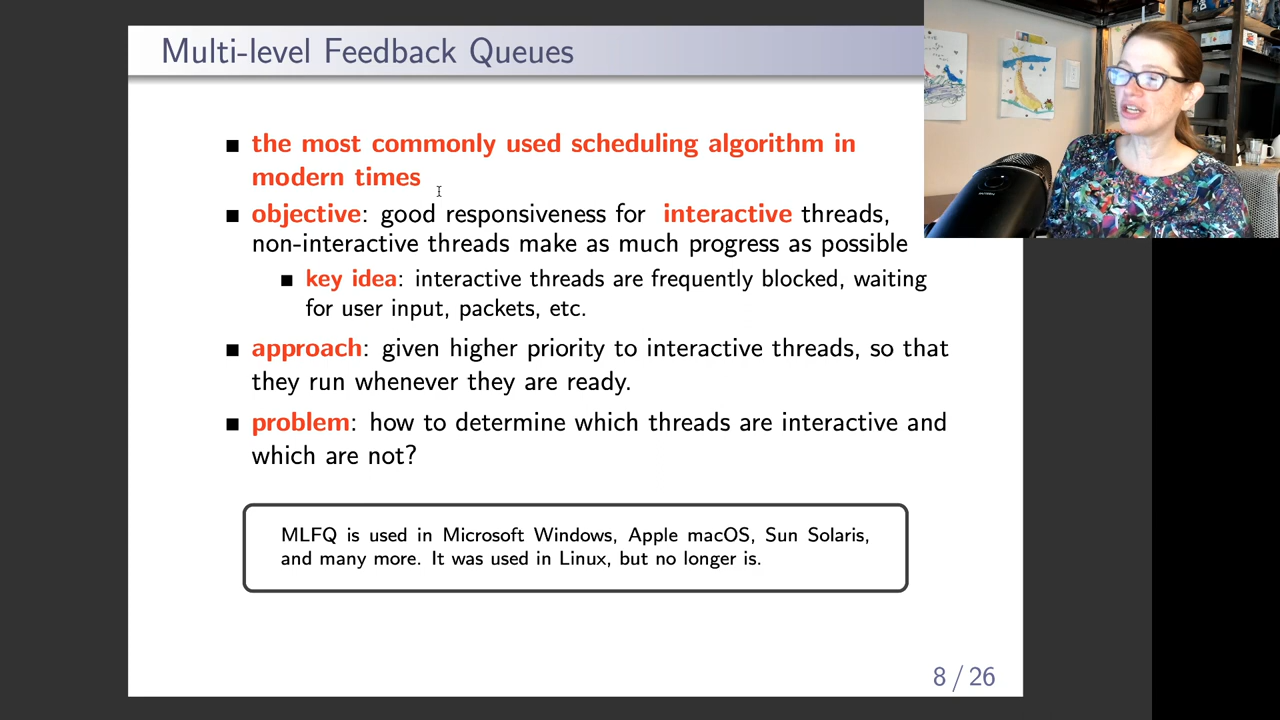 Multi-level Feedback Queues
■ the most commonly used scheduling algorithm in
modern times
■ objective: good responsiveness for interactive threads,
non-interactive threads make as much progress as possible
■ key idea: interactive threads are frequently blocked, waiting
for user input, packets, etc.
■ approach: given higher priority to interactive threads, so that
they run whenever they are ready.
■ problem: how to determine which threads are interactive and
which are not?
MLFQ is used in Microsoft Windows, Apple macOS, Sun Solaris,
and many more. It was used in Linux, but no longer is.
8 / 26